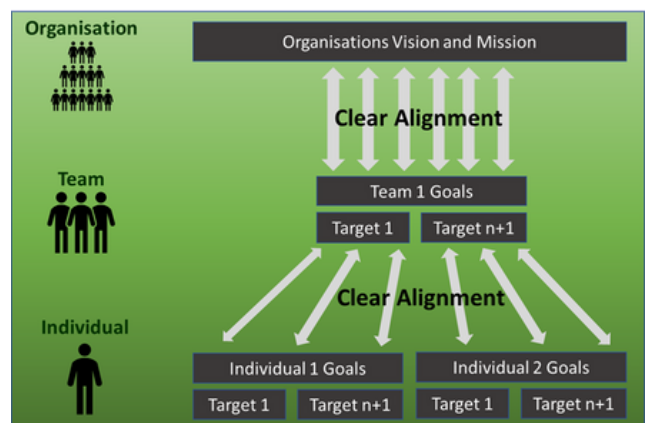 Organisation
Organisations Vision and Mission
Clear Alignment
Team
Team 1 Goals
Target 1
Target n+1
Clear Alignment
Individual
Individual 1 Goals
Individual 2 Goals
Target 1
Target n+1
Target 1
Target n+1